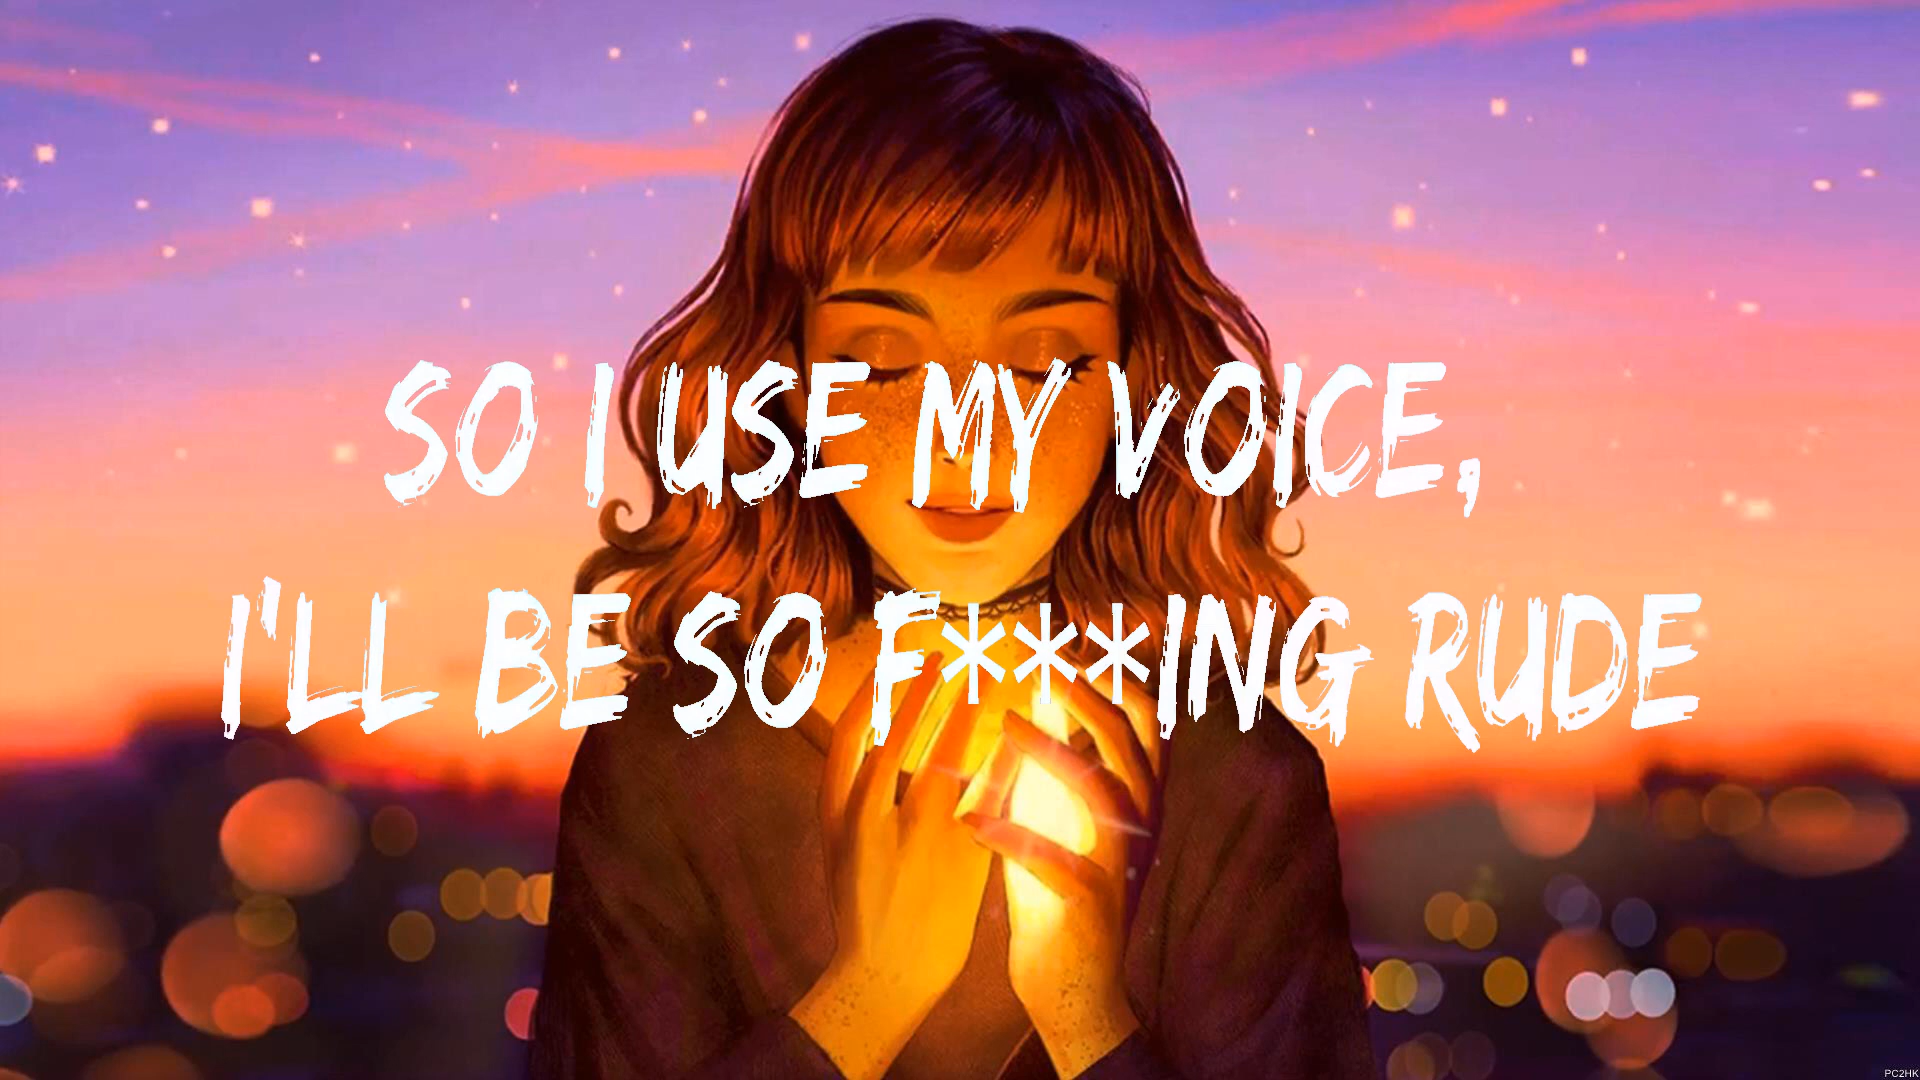 SO I USE MY VOICE,
I'LL BE SO F***ING RUDE
PC2HK